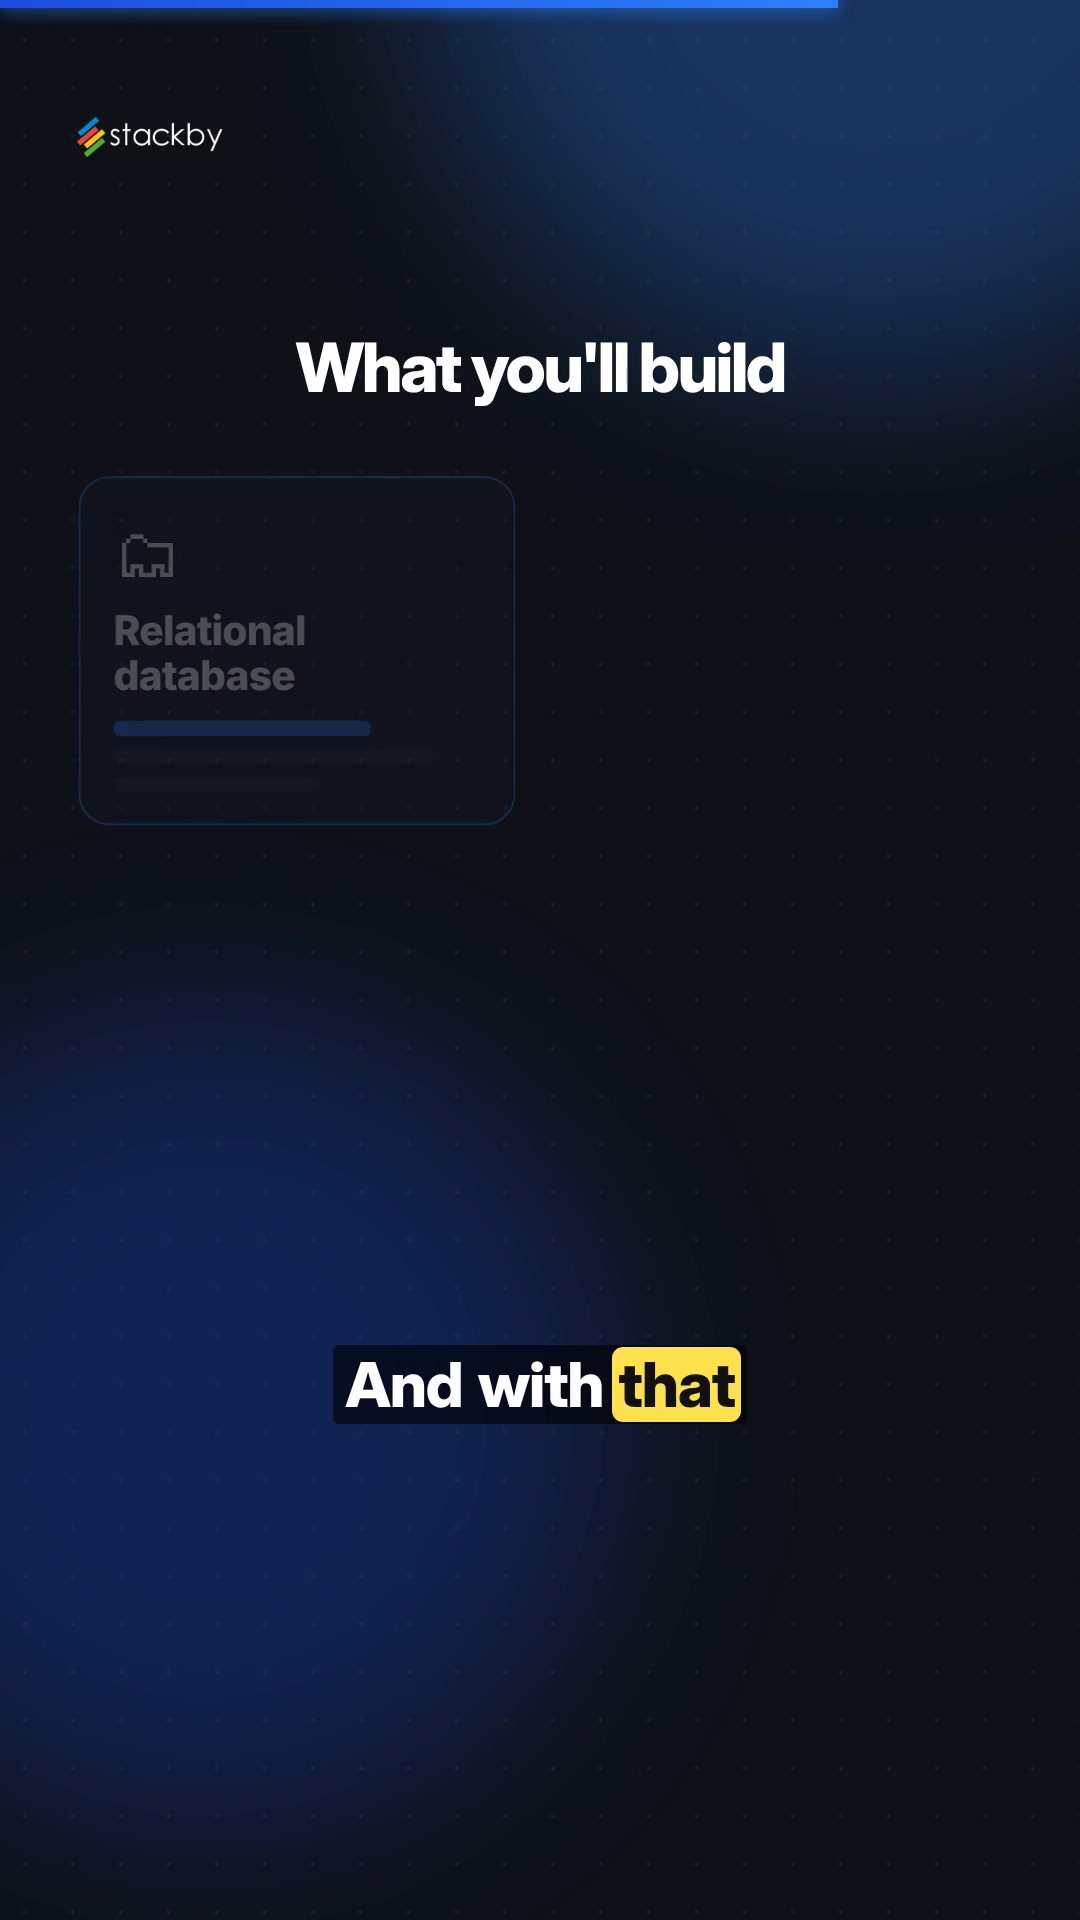 stackby
What you'll build
Relational
database
And with that